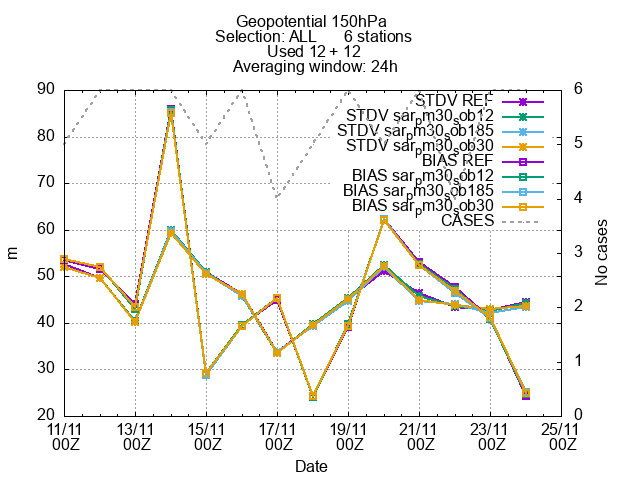 Geopotential 150hPa
Selection: ALL 6 stations
Used 12 + 12
Averaging window: 24h
90
80
70
60
50
40
30
20
m
6
5
4
3
2
1
0
No cases
STDV REF
STDV sar_pm30_sob12
STDV sar_pm30_sob185
STDV sar_pm30_sob30
BIAS REF
BIAS sar_pm30_sob12
BIAS sar_pm30_sob185
BIAS sar_pm30_sob30
CASES
11/11 13/11 15/11 17/11 19/11 21/11 23/11 25/11
00Z 00Z 00Z 00Z 00Z 00Z 00Z 00Z
Date